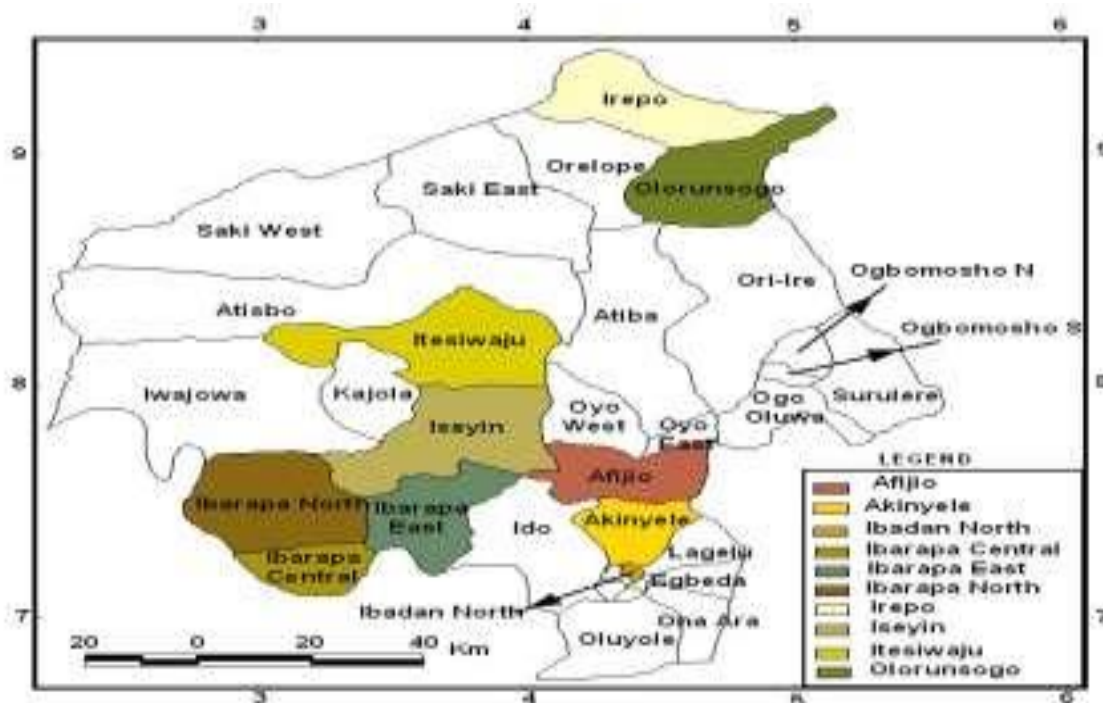 3 4 5 6
Irepo
9
Orelope
Saki East
Olorunsogo
Saki West
Ogbomosho N
Ori-Ire
Atisbo
Atiba
Ogbomosho S
Itesiwaju
8 8
Iwajowa
Kajola
Oyo West
Ogo Oluwa
Surulere
Iseyin
Oyo East
LEGEND
Afijio
Afijio
Akinyele
Ibarapa North
Ibarapa East
Ido
Akinyele
Ibadan North
Ibarapa Central
Lagelu
Ibarapa Central
Ibarapa East
Egbeda
Ibarapa North
Ibadan North
Irepo
7 7
Ona Ara
Iseyin
Oluyole
20 0 20 40 Km
Itesiwaju
Olorunsogo
3 4 5 6